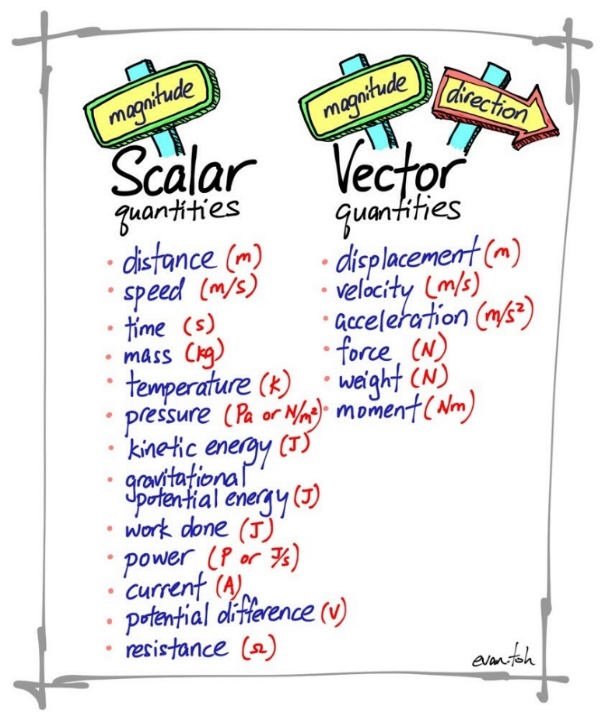 magnitude
Scalar
quantities
• distance (m)
• speed (m/s)
• time (s)
• mass (kg)
• temperature (K)
• pressure (Pa or N/m²)
• kinetic energy (J)
• gravitational
potential energy (J)
• work done (J)
• power (P or J/s)
• current (A)
• potential difference (V)
• resistance (Ω)
magnitude
direction
Vector
quantities
• displacement (m)
• velocity (m/s)
• acceleration (m/s²)
• force (N)
• weight (N)
• moment (Nm)
evan.toh